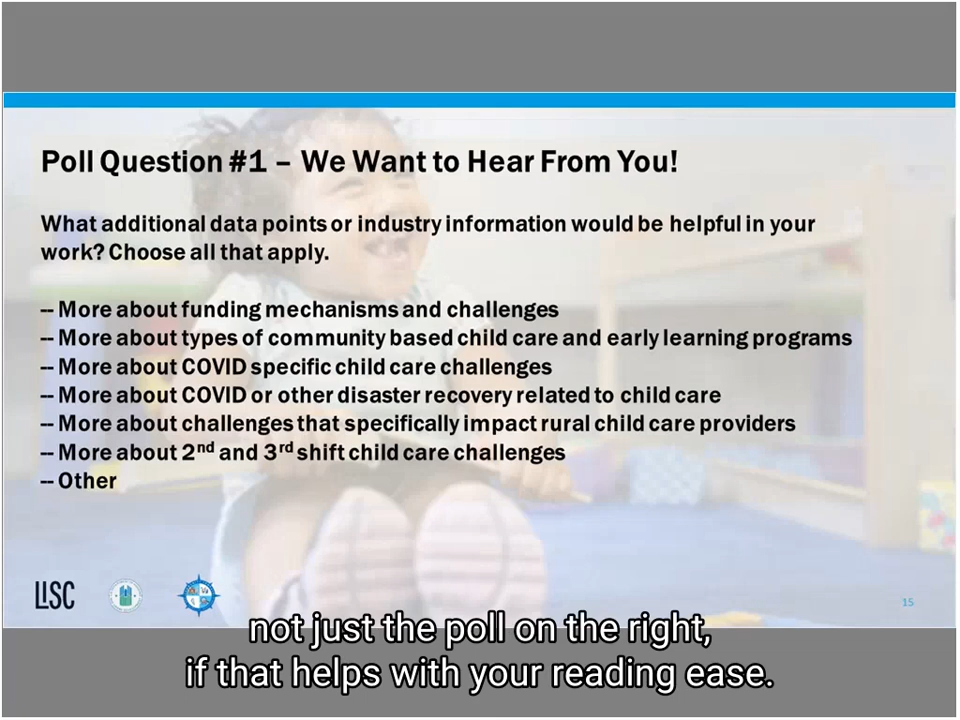 Poll Question #1 – We Want to Hear From You!
What additional data points or industry information would be helpful in your
work? Choose all that apply.
-- More about funding mechanisms and challenges
-- More about types of community based child care and early learning programs
-- More about COVID specific child care challenges
-- More about COVID or other disaster recovery related to child care
-- More about challenges that specifically impact rural child care providers
-- More about 2nd and 3rd shift child care challenges
-- Other
LISC
15
not just the poll on the right,
if that helps with your reading ease.